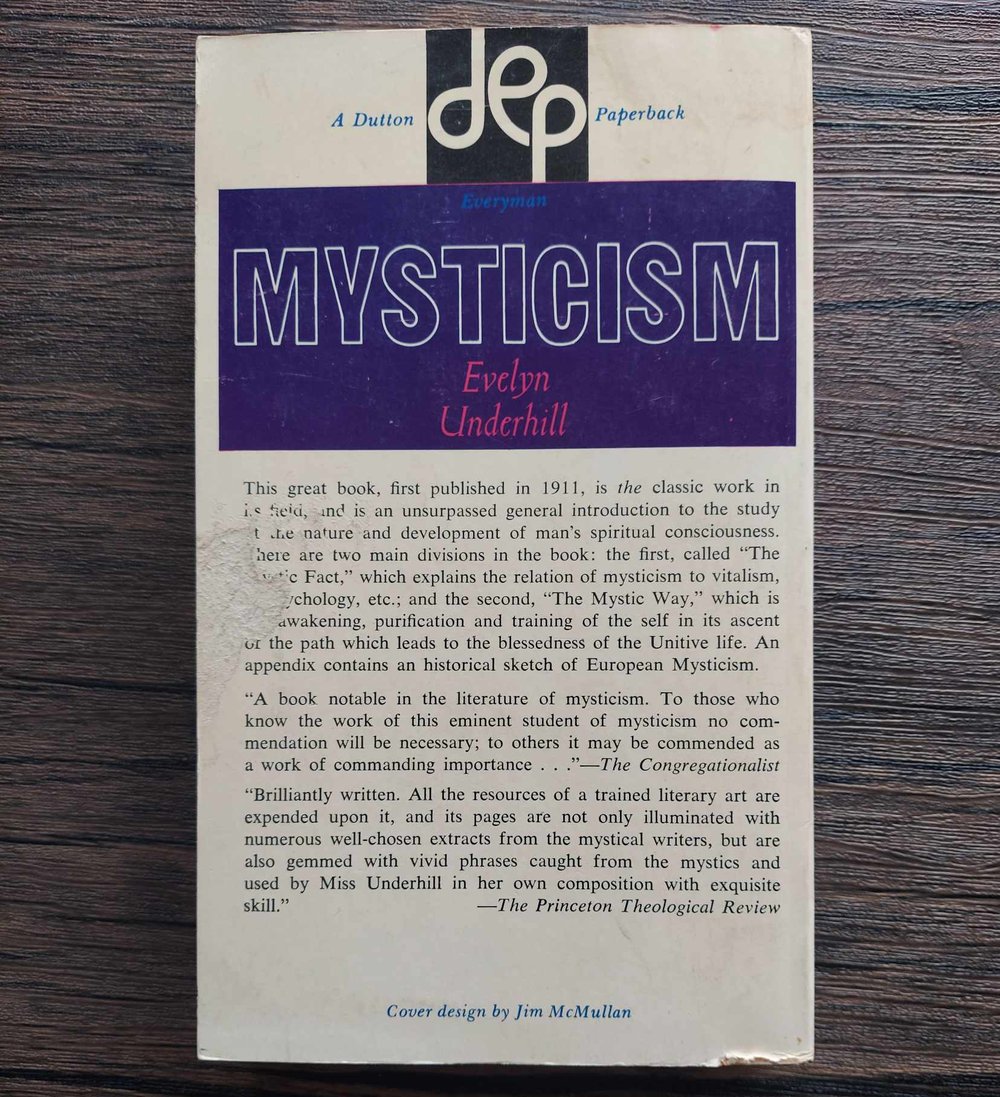 A Dutton dep Paperback
Everyman
MYSTICISM
Evelyn
Underhill
This great book, first published in 1911, is the classic work in
field, and is an unsurpassed general introduction to the study
the nature and development of man's spiritual consciousness.
here are two main divisions in the book: the first, called “The
Fact,” which explains the relation of mysticism to vitalism,
ychology, etc.; and the second, “The Mystic Way,” which is
awakening, purification and training of the self in its ascent
of the path which leads to the blessedness of the Unitive life. An
appendix contains an historical sketch of European Mysticism.
“A book notable in the literature of mysticism. To those who
know the work of this eminent student of mysticism no com-
mendation will be necessary; to others it may be commended as
a work of commanding importance . . .”—The Congregationalist
“Brilliantly written. All the resources of a trained literary art are
expended upon it, and its pages are not only illuminated with
numerous well-chosen extracts from the mystical writers, but are
also gemmed with vivid phrases caught from the mystics and
used by Miss Underhill in her own composition with exquisite
skill.” —The Princeton Theological Review
Cover design by Jim McMullan